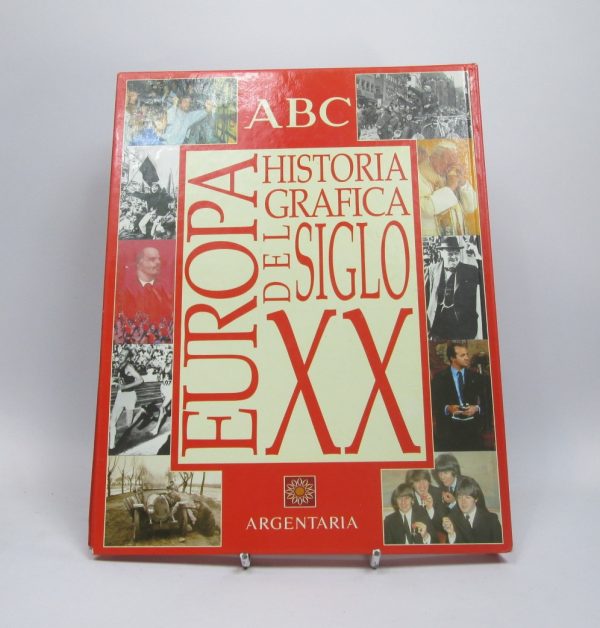 ABC
EUROPA
HISTORIA
GRAFICA
DEL SIGLO
XX
ARGENTARIA